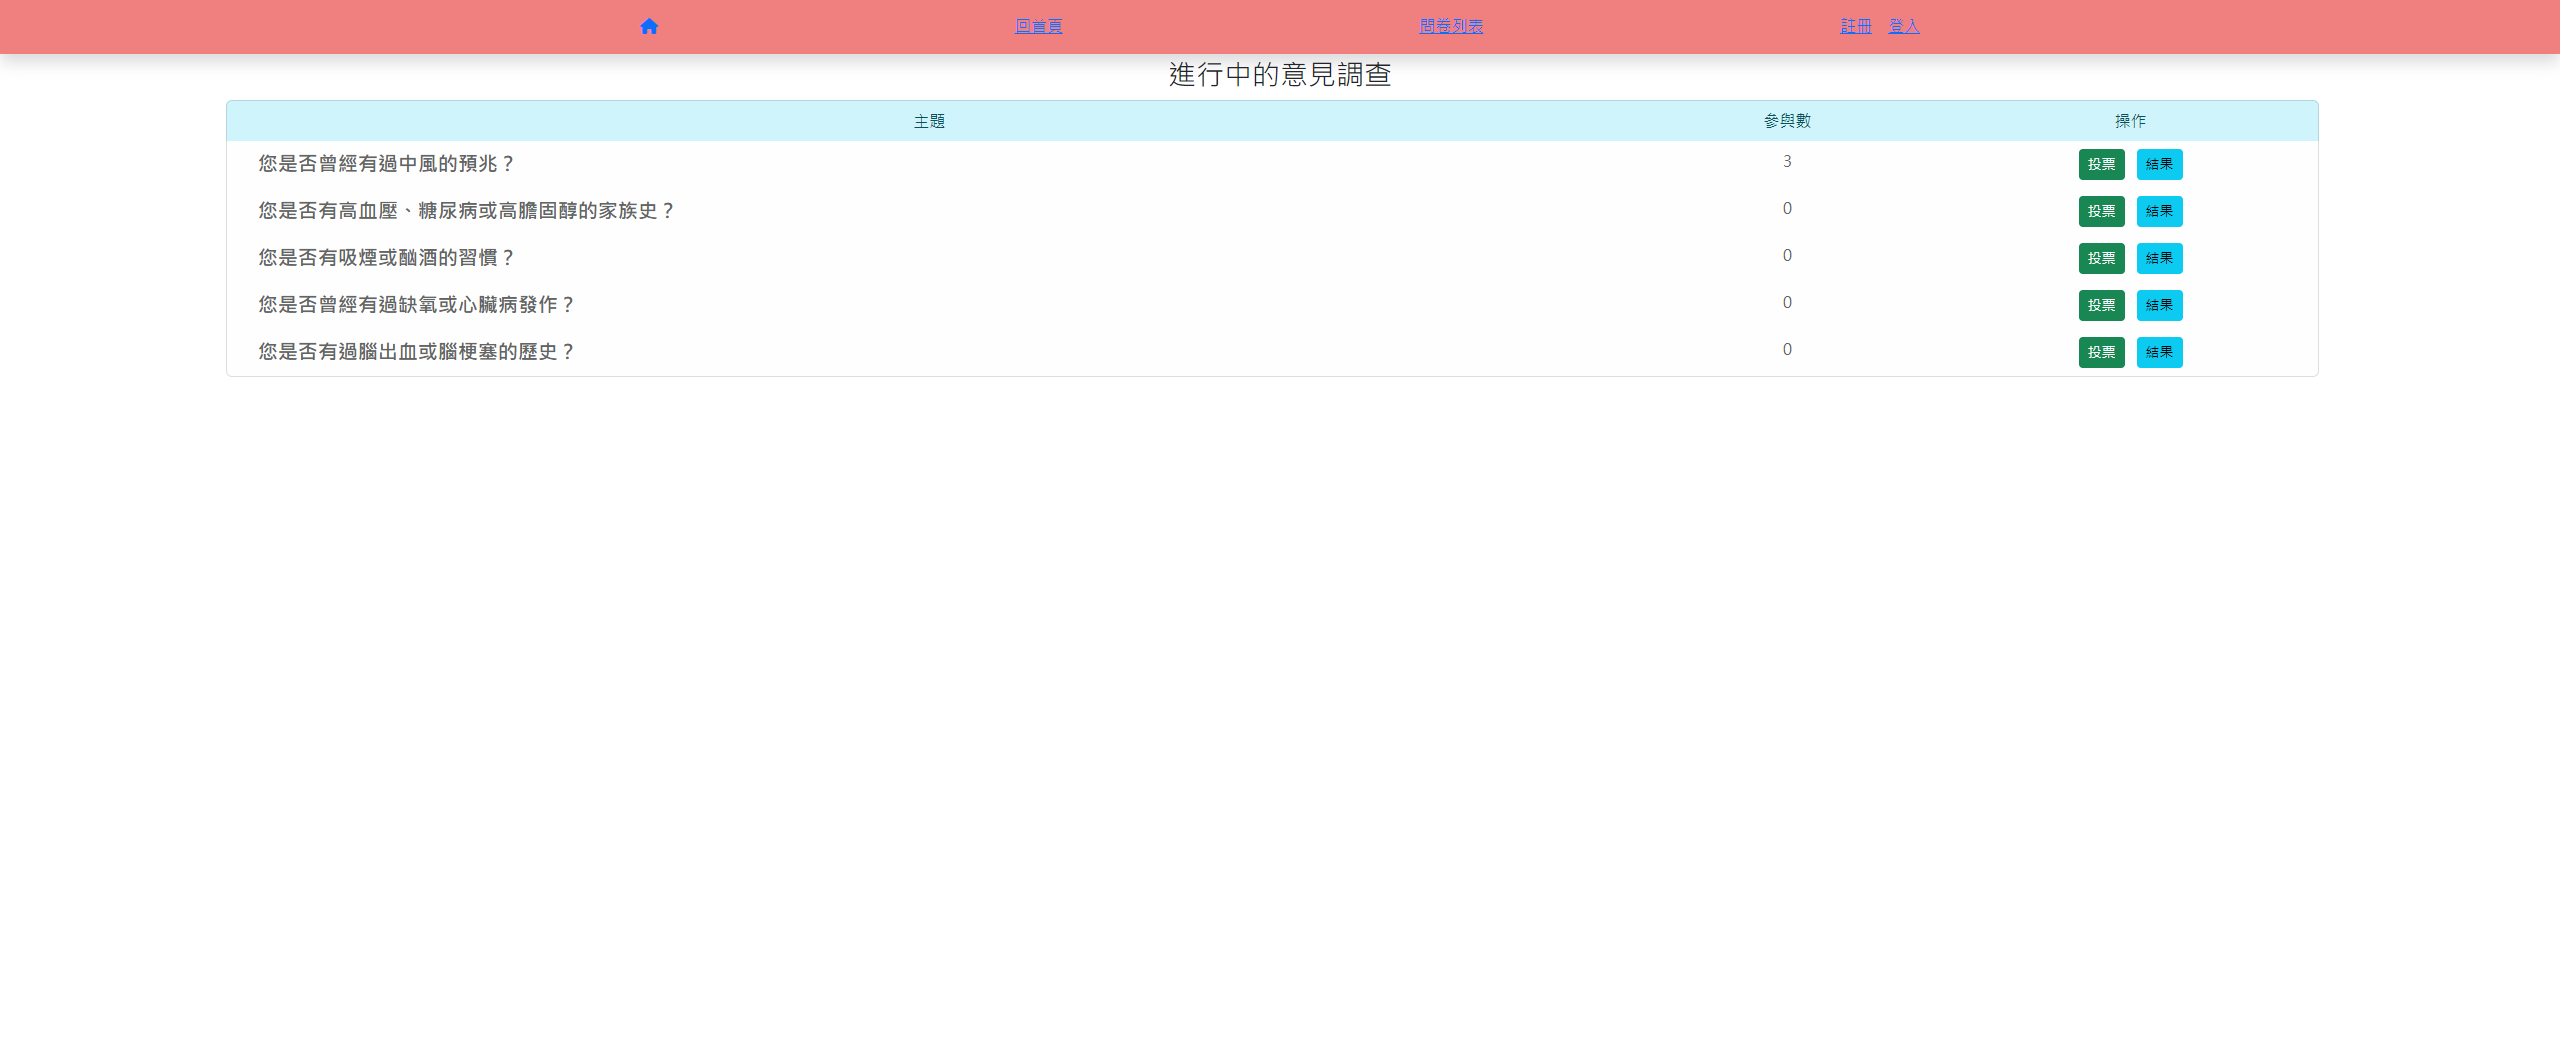 回首頁 問卷列表 註冊 登入
進行中的意見調查
主題 參與數 操作
您是否曾經有過中風的預兆？ 3 投票 結果
您是否有高血壓、糖尿病或高膽固醇的家族史？ 0 投票 結果
您是否有吸煙或酗酒的習慣？ 0 投票 結果
您是否曾經有過缺氧或心臟病發作？ 0 投票 結果
您是否有過腦出血或腦梗塞的歷史？ 0 投票 結果